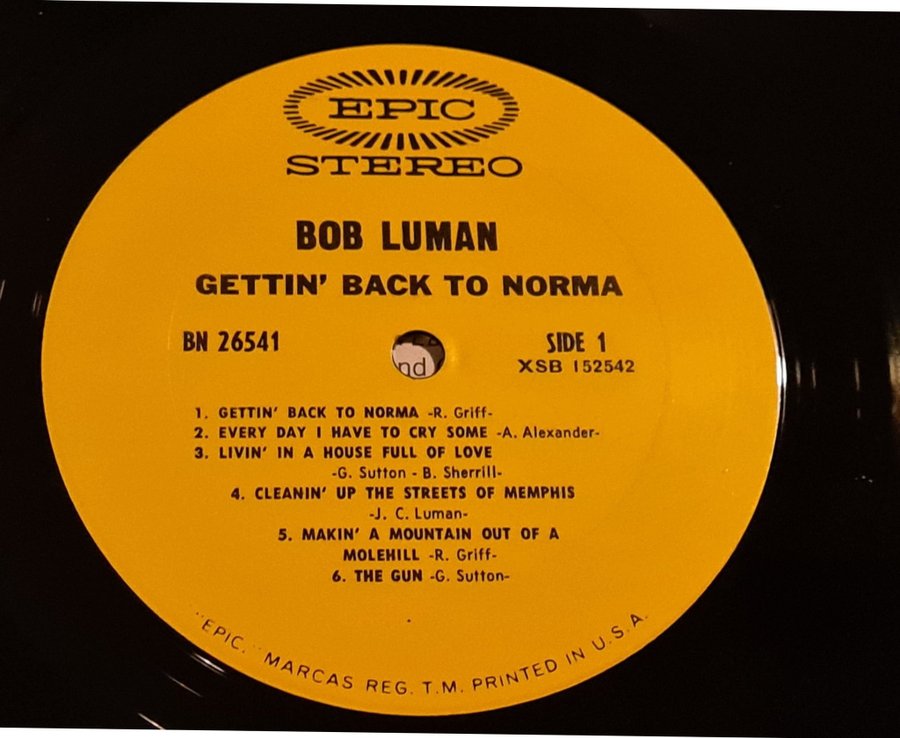 EPIC
STEREO
BOB LUMAN
GETTIN' BACK TO NORMA
BN 26541
SIDE 1
XSB 152542
nd
1. GETTIN' BACK TO NORMA -R. Griff-
2. EVERY DAY I HAVE TO CRY SOME -A. Alexander-
3. LIVIN' IN A HOUSE FULL OF LOVE
-G. Sutton - B. Sherrill-
4. CLEANIN' UP THE STREETS OF MEMPHIS
-J. C. Luman-
5. MAKIN' A MOUNTAIN OUT OF A
MOLEHILL -R. Griff-
6. THE GUN -G. Sutton-
"EPIC," MARCAS REG. T.M. PRINTED IN U.S.A.